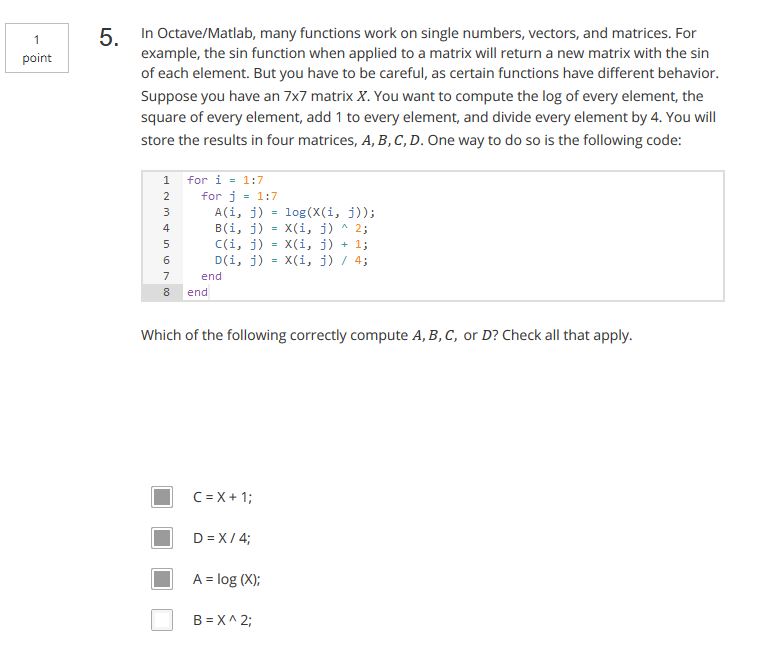 1
point
5.
In Octave/Matlab, many functions work on single numbers, vectors, and matrices. For
example, the sin function when applied to a matrix will return a new matrix with the sin
of each element. But you have to be careful, as certain functions have different behavior.
Suppose you have an 7x7 matrix X. You want to compute the log of every element, the
square of every element, add 1 to every element, and divide every element by 4. You will
store the results in four matrices, A, B, C, D. One way to do so is the following code:
1 for i = 1:7
2 for j = 1:7
3 A(i, j) = log(X(i, j));
4 B(i, j) = X(i, j) ^ 2;
5 C(i, j) = X(i, j) + 1;
6 D(i, j) = X(i, j) / 4;
7 end
8 end
Which of the following correctly compute A, B, C, or D? Check all that apply.
C = X + 1;
D = X / 4;
A = log (X);
B = X ^ 2;